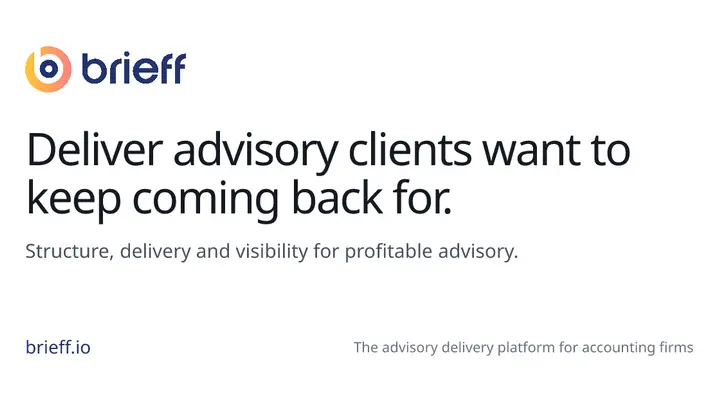 brieff
Deliver advisory clients want to
keep coming back for.
Structure, delivery and visibility for profitable advisory.
brieff.io
The advisory delivery platform for accounting firms